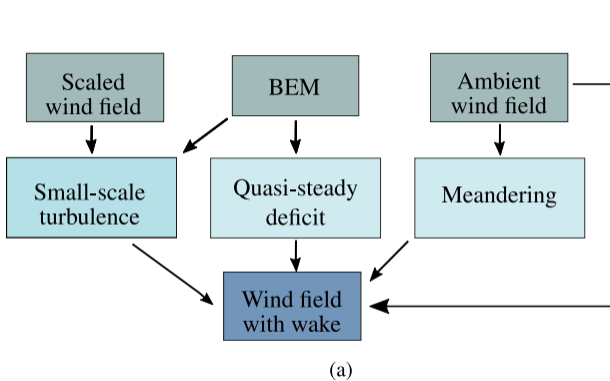 Scaled
wind field
BEM
Ambient
wind field
Small-scale
turbulence
Quasi-steady
deficit
Meandering
Wind field
with wake
(a)